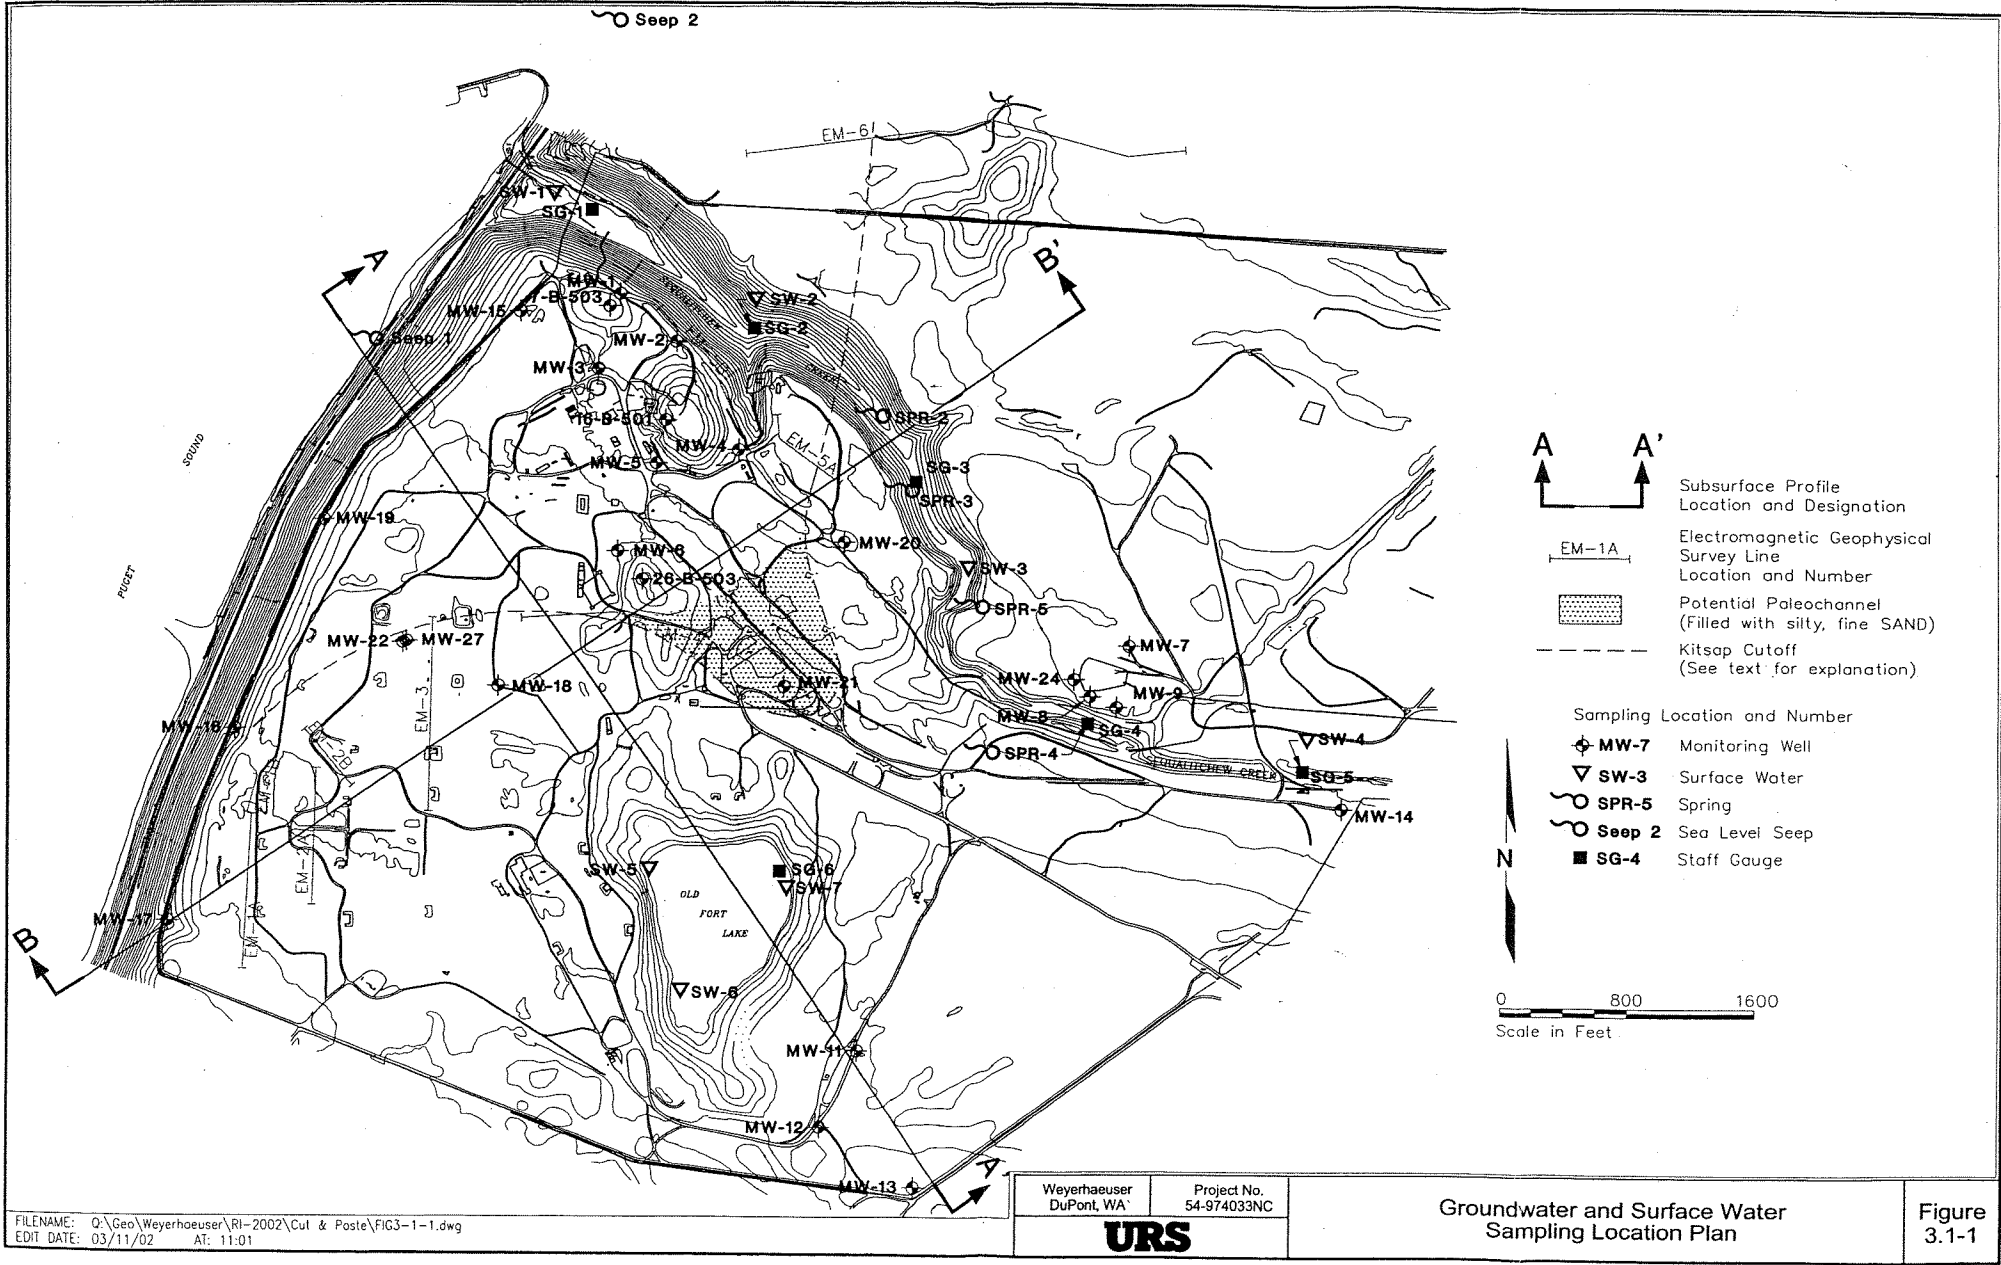 Seep 2
EM-6
SW-1
SG-1
A
B'
MW-1
7-B-503
MW-15
SEQUALITCHEW
SW-2
SG-2
Seep 1
MW-2
MW-3
CREEK
16-B-501
SPR-2
MW-4
EM-5A
MW-5
SG-3
SPR-3
SOUND
MW-19
MW-6
MW-20
26-B-503
SW-3
PUGET
SPR-5
MW-22
MW-27
MW-7
MW-18
MW-21
MW-24
MW-9
EM-3
MW-8
SG-4
MW-16
SPR-4
SW-4
2B
SEQUALITCHEW CREEK
SG-5
MW-14
SW-5
SG-6
SW-7
OLD
FORT
LAKE
MW-17
EM-1A
B
SW-6
MW-11
MW-12
MW-13
A'
A
A'
Subsurface Profile
Location and Designation
EM-1A
Electromagnetic Geophysical
Survey Line
Location and Number
Potential Paleochannel
(Filled with silty, fine SAND)
Kitsap Cutoff
(See text for explanation)
Sampling Location and Number
MW-7 Monitoring Well
SW-3 Surface Water
SPR-5 Spring
Seep 2 Sea Level Seep
SG-4 Staff Gauge
N
0 800 1600
Scale in Feet
FILENAME: Q:\Geo\Weyerhaeuser\RI-2002\Cut & Paste\FIG3-1-1.dwg
EDIT DATE: 03/11/02 AT: 11:01
Weyerhaeuser
DuPont, WA
Project No.
54-974033NC
URS
Groundwater and Surface Water
Sampling Location Plan
Figure
3.1-1